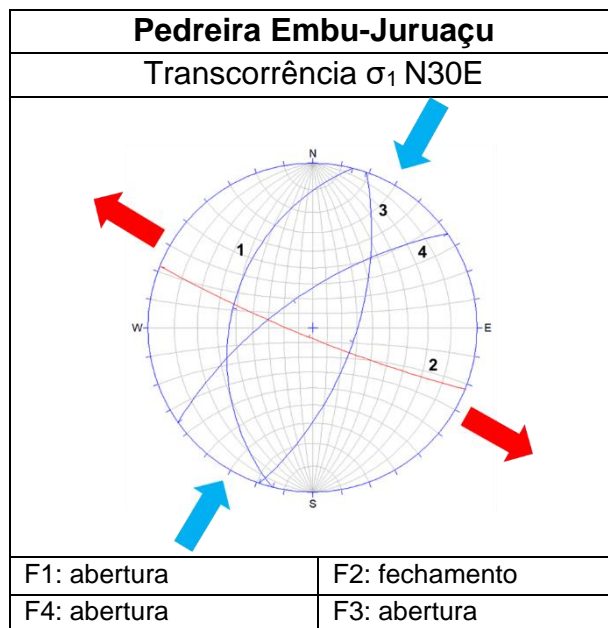 Pedreira Embu-Juruaçu
Transcorrência σ₁ N30E
N
3
1
4
W
E
2
S
F1: abertura
F2: fechamento
F4: abertura
F3: abertura